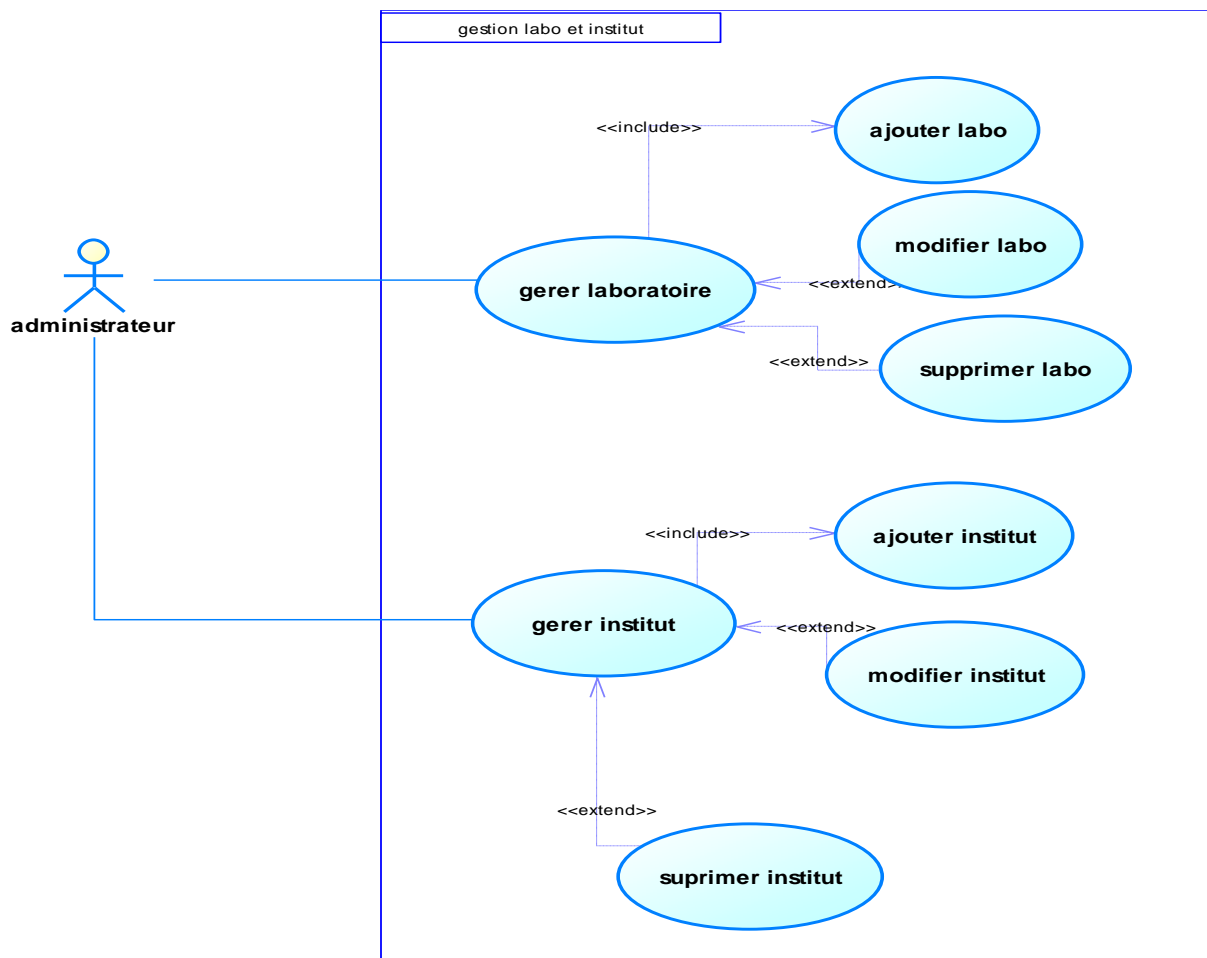 gestion labo et institut
<<include>>
ajouter labo
modifier labo
gerer laboratoire
<<extend>>
administrateur
<<extend>>
supprimer labo
<<include>>
ajouter institut
gerer institut
<<extend>>
modifier institut
<<extend>>
suprimer institut